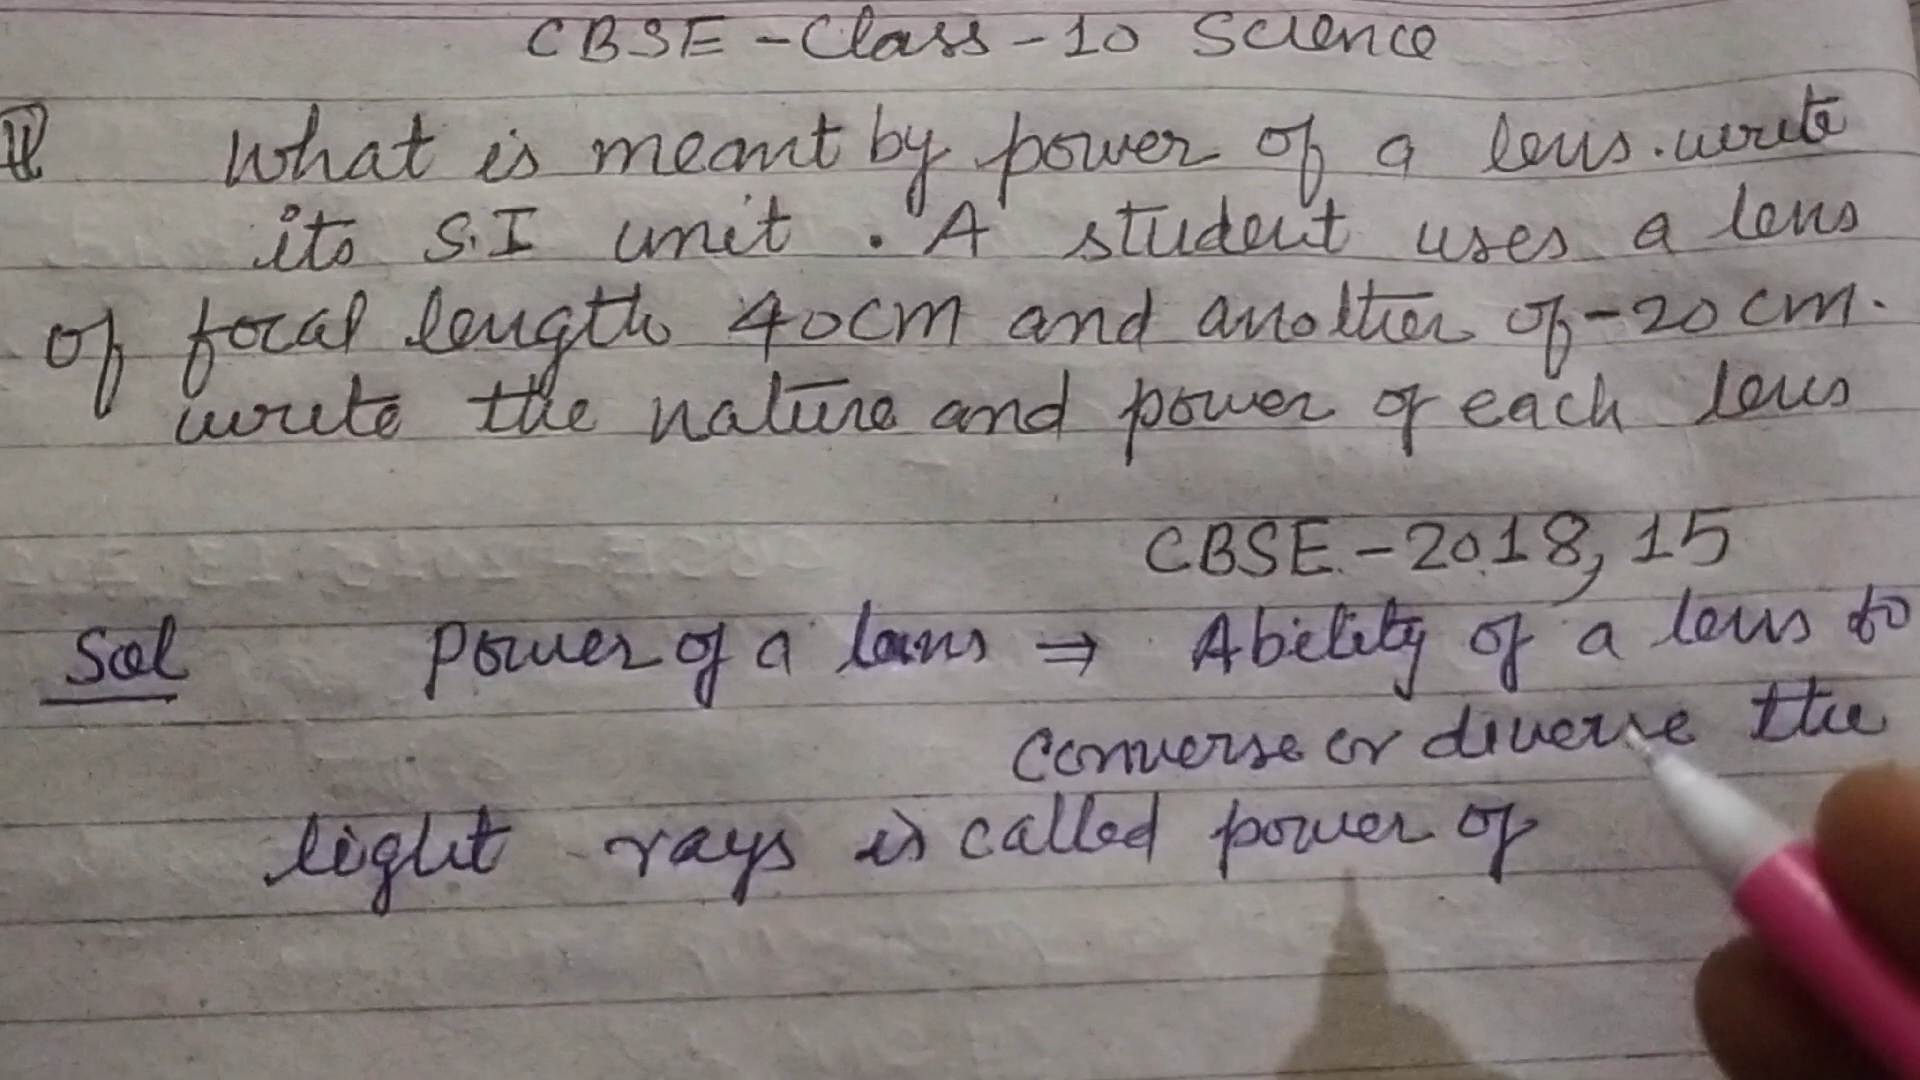 CBSE - Class - 10 Science
What is meant by power of a lens. write
its S.I unit. A student uses a lens
of focal length 40cm and another of -20 cm.
write the nature and power of each lens
CBSE - 2018, 15
Sol Power of a lans ⇒ Ability of a lens to
converse or diverse the
light rays is called power of